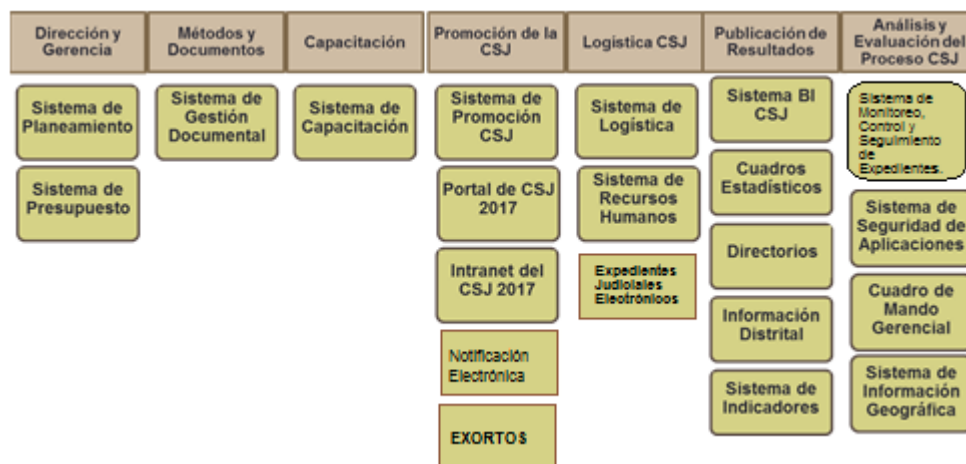 Dirección y
Gerencia
Métodos y
Documentos
Capacitación
Promoción de la
CSJ
Logística CSJ
Publicación de
Resultados
Análisis y
Evaluación del
Proceso CSJ
Sistema de
Planeamiento
Sistema de
Presupuesto
Sistema de
Gestión
Documental
Sistema de
Capacitación
Sistema de
Promoción
CSJ
Portal de CSJ
2017
Intranet del
CSJ 2017
Notificación
Electrónica
EXORTOS
Sistema de
Logística
Sistema de
Recursos
Humanos
Expedientes
Judiciales
Electrónicos
Sistema BI
CSJ
Cuadros
Estadísticos
Directorios
Información
Distrital
Sistema de
Indicadores
Sistema de
Monitoreo,
Control y
Seguimiento
de
Expedientes.
Sistema de
Seguridad de
Aplicaciones
Cuadro de
Mando
Gerencial
Sistema de
Información
Geográfica